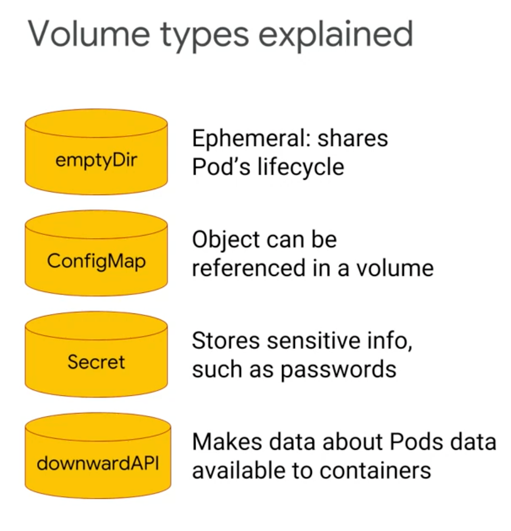 Volume types explained
emptyDir
Ephemeral: shares
Pod's lifecycle
ConfigMap
Object can be
referenced in a volume
Secret
Stores sensitive info,
such as passwords
downwardAPI
Makes data about Pods data
available to containers